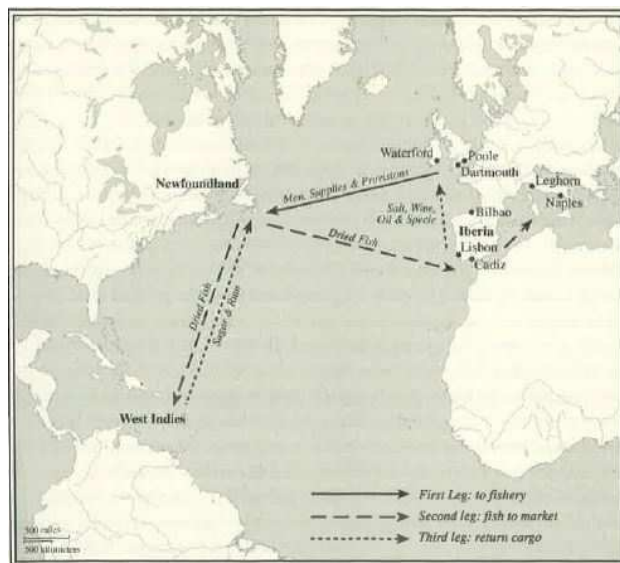 Waterford
Poole
Dartmouth
Leghorn
Naples
Newfoundland
Men, Supplies & Provisions
Salt, Wine,
Oil & Specie
Bilbao
Iberia
Lisbon
Cadiz
Dried Fish
Dried Fish
Sugar & Rum
West Indies
First Leg: to fishery
Second leg: fish to market
Third leg: return cargo
500 miles
500 kilometers